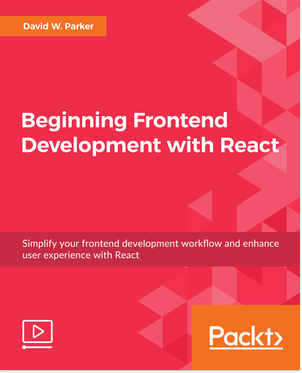 David W. Parker
Beginning Frontend
Development with React
Simplify your frontend development workflow and enhance
user experience with React
Packt>